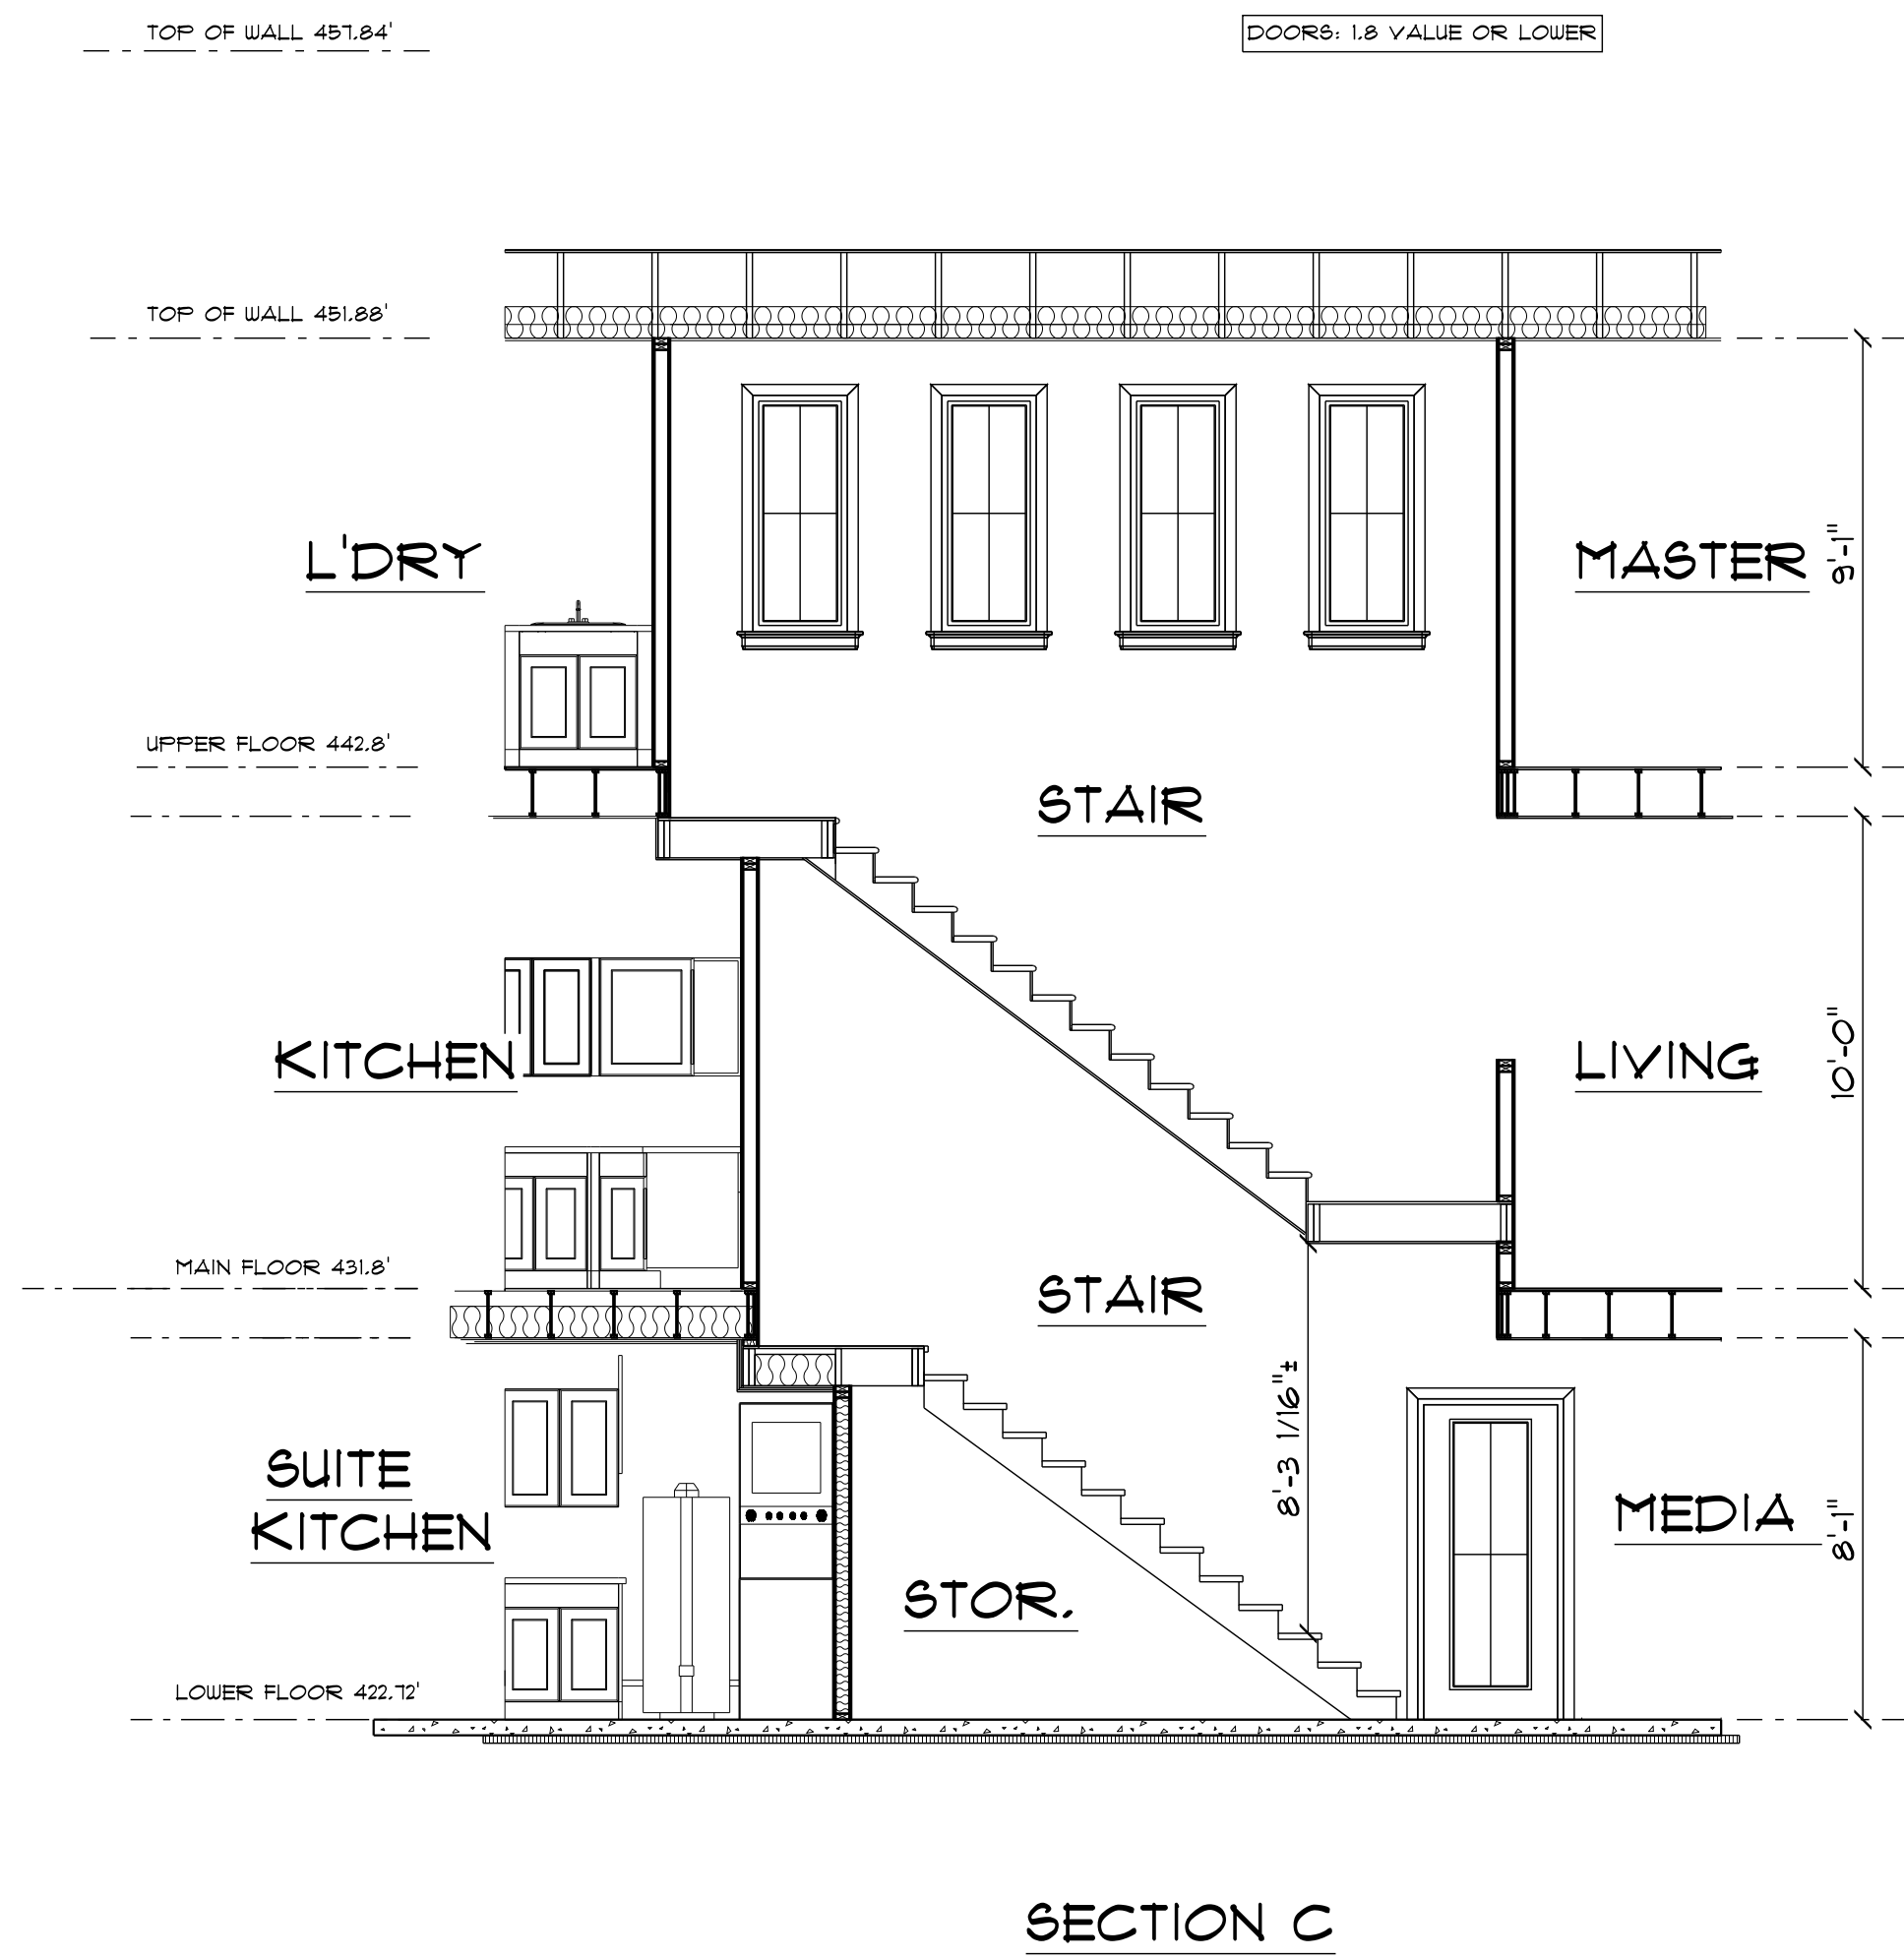 TOP OF WALL 457.84'
DOORS: 1.8 VALUE OR LOWER
TOP OF WALL 451.88'
L'DRY
MASTER
9'-1"
UPPER FLOOR 442.8'
STAIR
KITCHEN
LIVING
10'-0"
MAIN FLOOR 431.8'
STAIR
8'-3 1/16"±
SUITE
KITCHEN
MEDIA
8'-1"
STOR.
LOWER FLOOR 422.72'
SECTION C